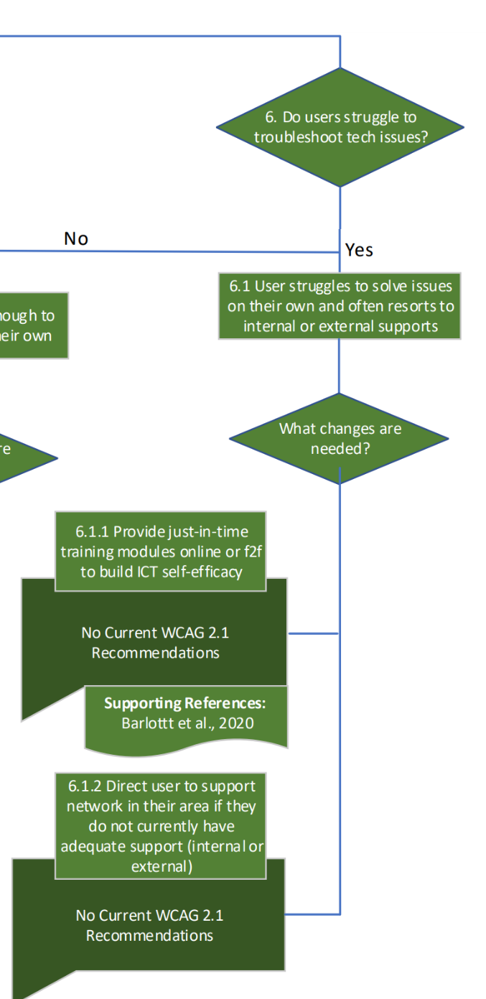 6. Do users struggle to
troubleshoot tech issues?
No
Yes
6.1 User struggles to solve issues
on their own and often resorts to
internal or external supports
to
own
What changes are
needed?
6.1.1 Provide just-in-time
training modules online or f2f
to build ICT self-efficacy
No Current WCAG 2.1
Recommendations
Supporting References:
Barlottt et al., 2020
6.1.2 Direct user to support
network in their area if they
do not currently have
adequate support (internal or
external)
No Current WCAG 2.1
Recommendations